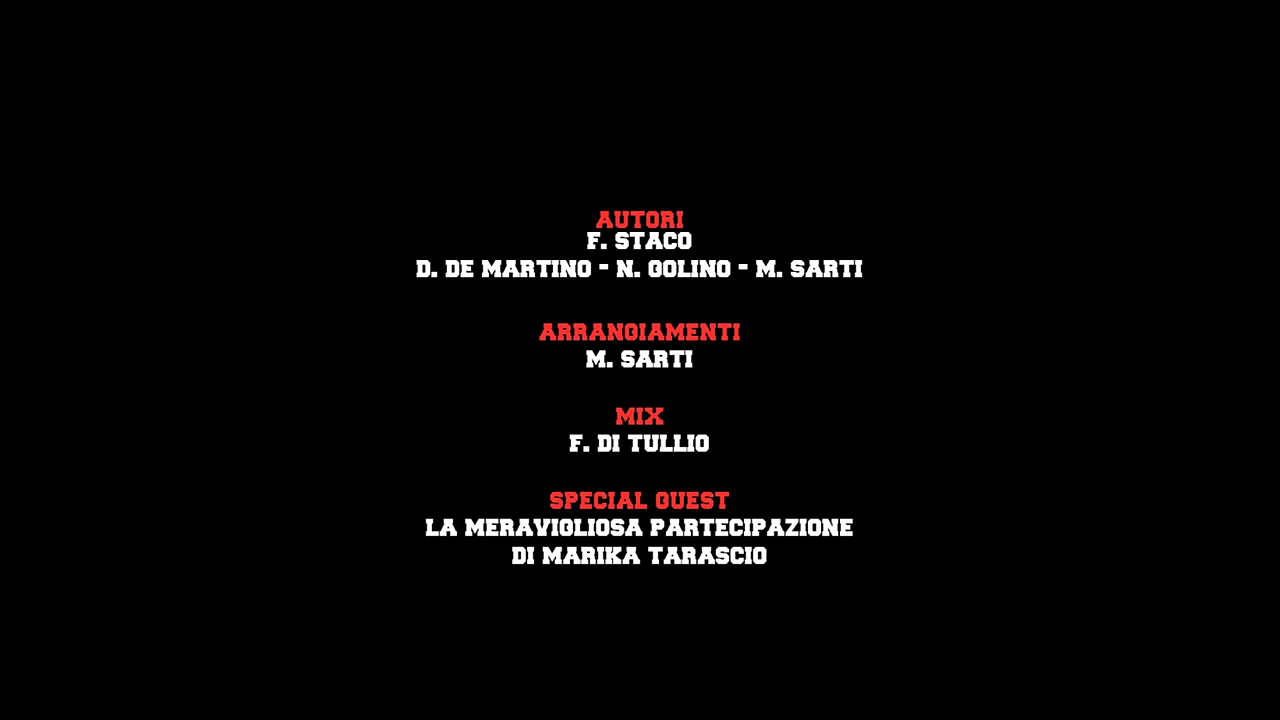 AUTORI
F. STACO
D. DE MARTINO - N. GOLINO - M. SARTI
ARRANGIAMENTI
M. SARTI
MIX
F. DI TULLIO
SPECIAL GUEST
LA MERAVIGLIOSA PARTECIPAZIONE
DI MARIKA TARASCIO